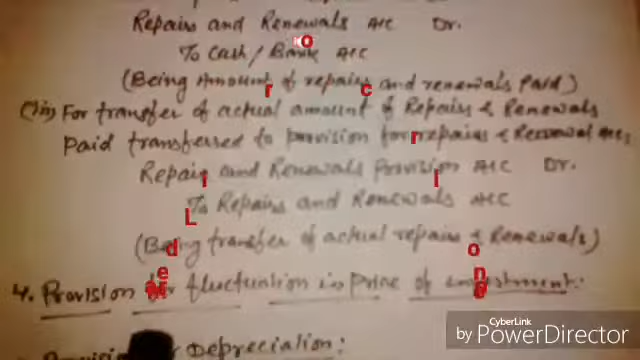 Repairs and Renewals A/C Dr.
To Cash/Bank A/C
(Being Amount of repairs and renewals Paid)
(iii) For transfer of actual amount of Repairs & Renewals
Paid transferred to provision for repairs & Renewal A/C,
Repairs and Renewals Provision A/C Dr.
To Repairs and Renewals A/C
(Being transfer of actual repairs & Renewals)
4. Provision for fluctuation in Price of investment:
Depreciation:
CyberLink
by PowerDirector